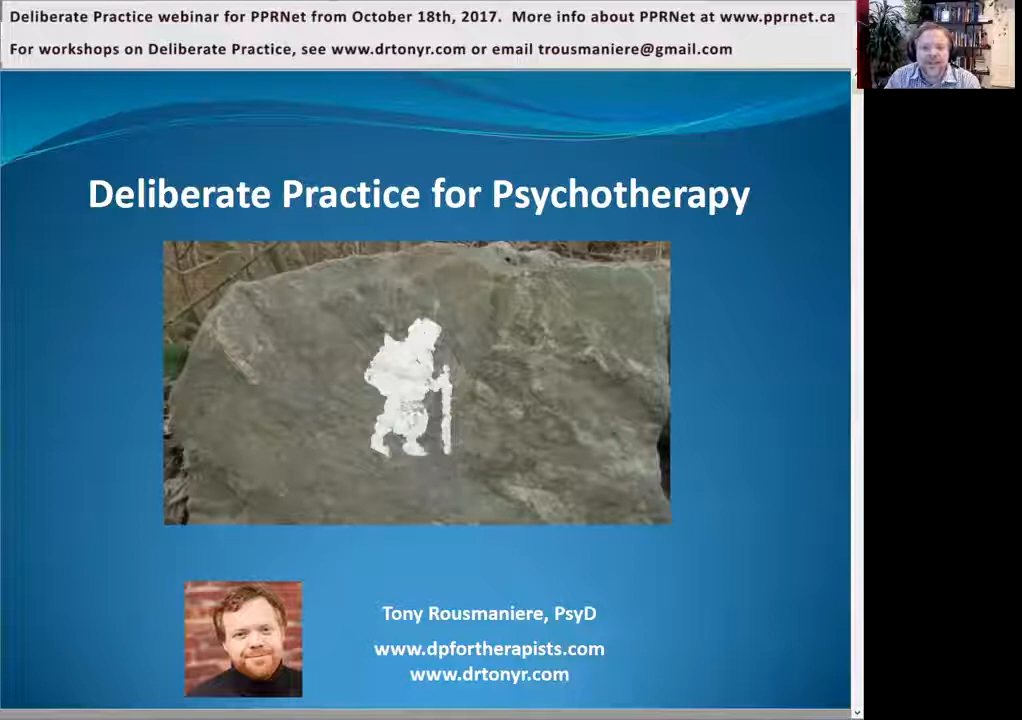 Deliberate Practice webinar for PPRNet from October 18th, 2017.  More info about PPRNet at www.pprnet.ca
For workshops on Deliberate Practice, see www.drtonyr.com or email trousmaniere@gmail.com
Deliberate Practice for Psychotherapy
Tony Rousmaniere, PsyD
www.dpfortherapists.com
www.drtonyr.com